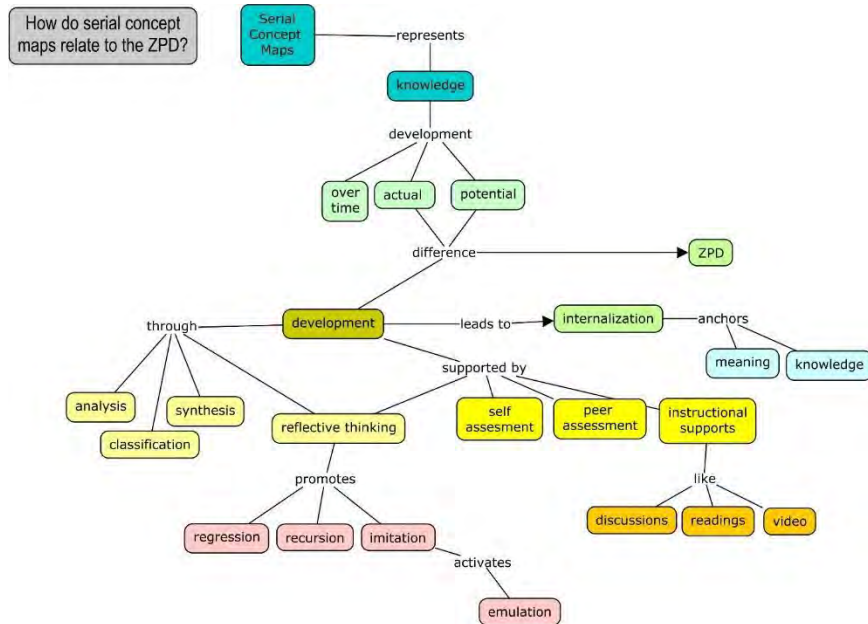 How do serial concept
maps relate to the ZPD?
Serial
Concept
Maps
represents
knowledge
development
over
time
actual
potential
difference
ZPD
through
development
leads to
internalization
anchors
meaning
knowledge
supported by
analysis
synthesis
classification
reflective thinking
self
assesment
peer
assessment
instructional
supports
promotes
like
regression
recursion
imitation
discussions
readings
video
activates
emulation